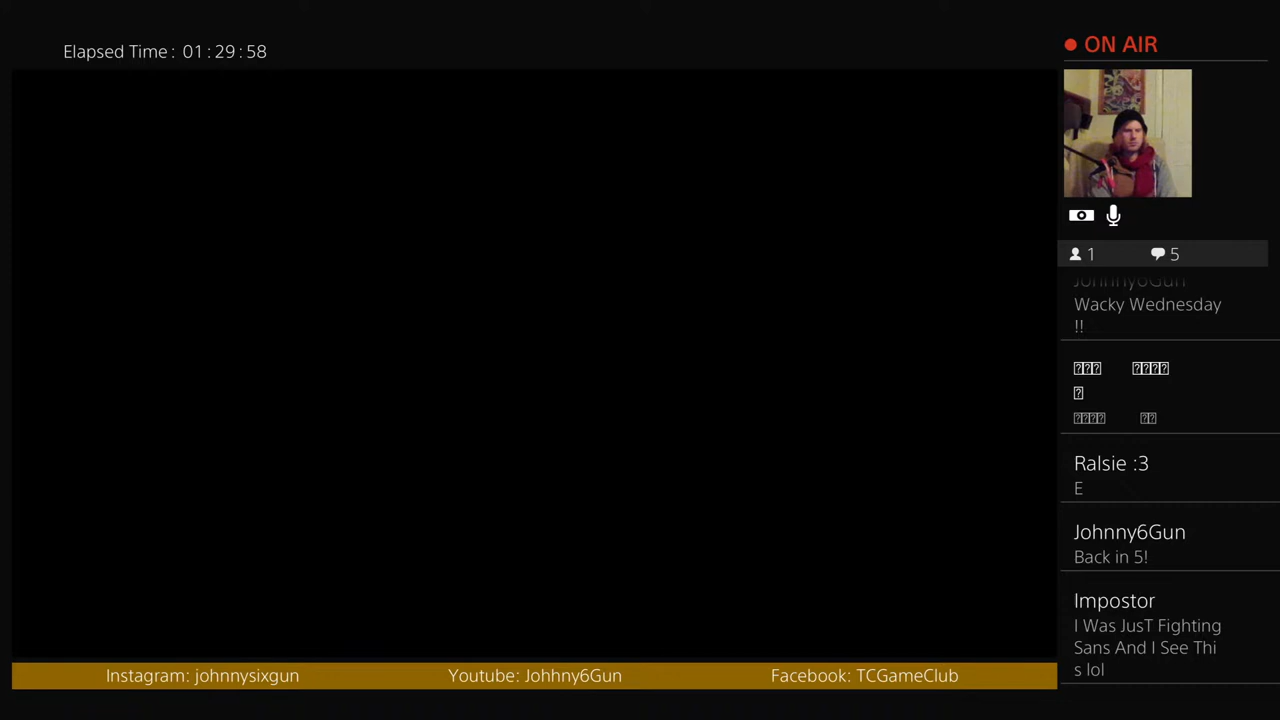 Elapsed Time: 01:29:58
ON AIR
1 5
Johnny6Gun
Wacky Wednesday
!!
Ralsie :3
E
Johnny6Gun
Back in 5!
Impostor
I Was JusT Fighting
Sans And I See Thi
s lol
Instagram: johnnysixgun Youtube: Johhny6Gun Facebook: TCGameClub